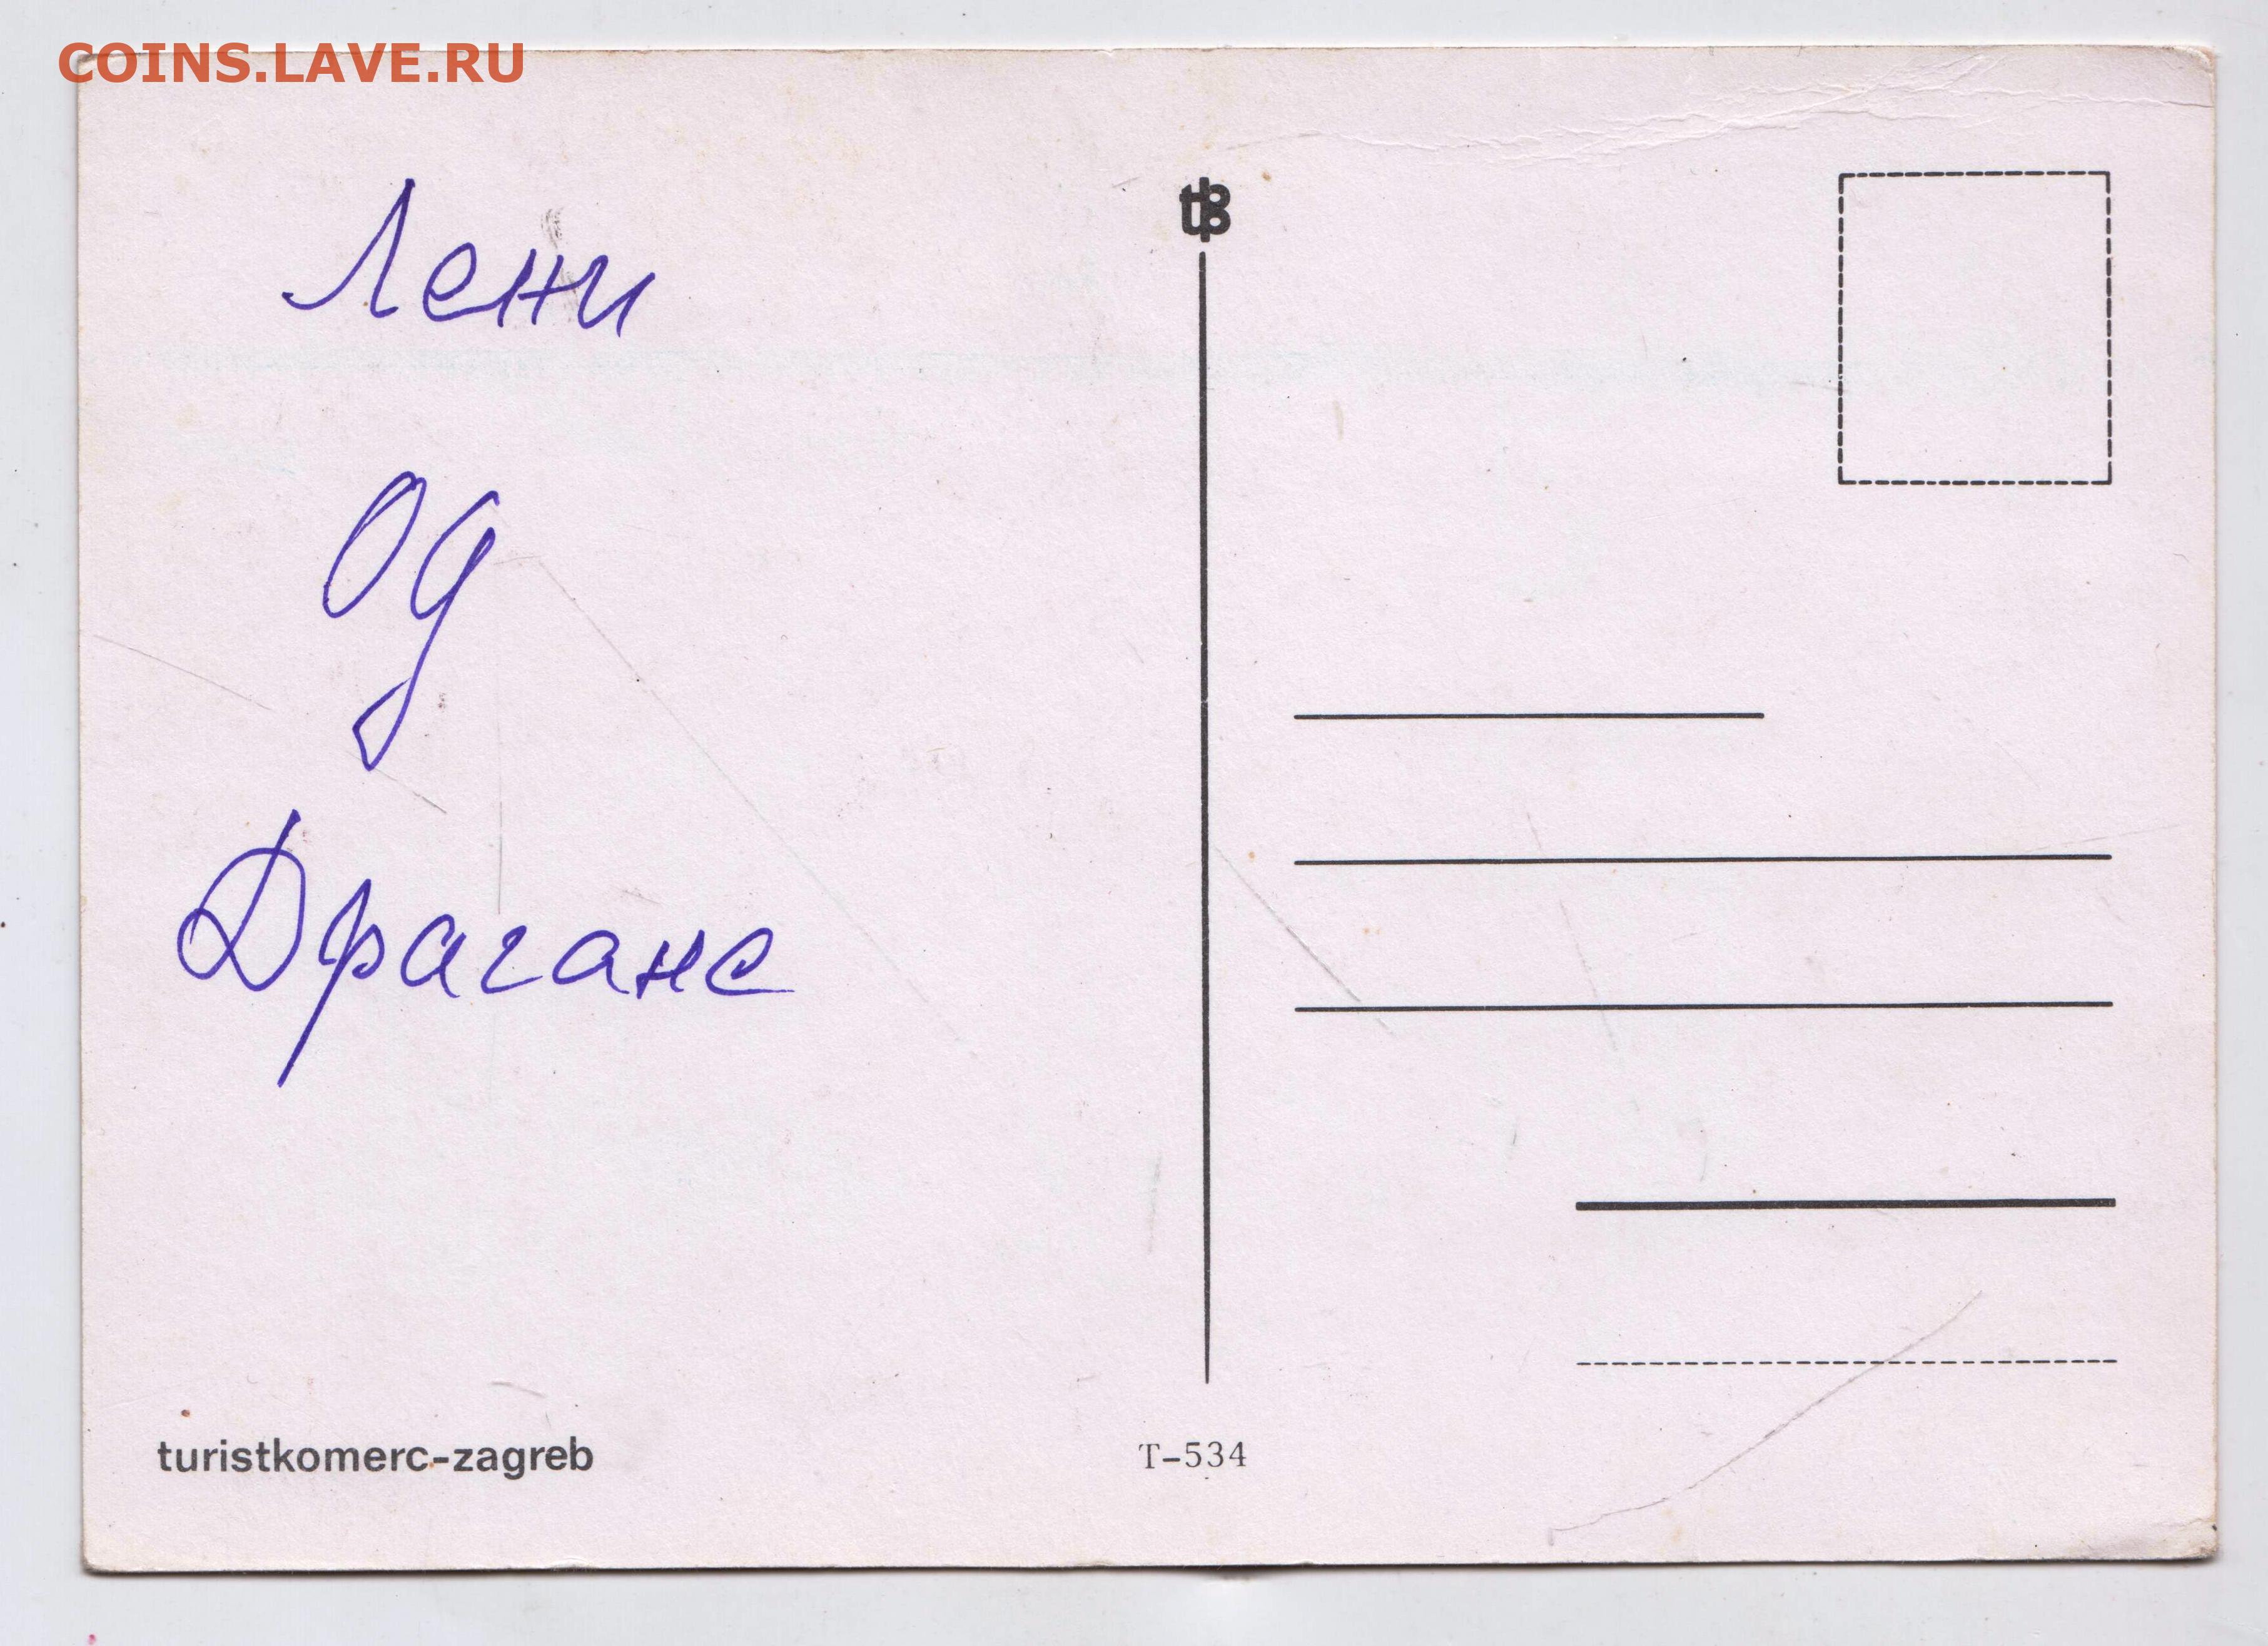 COINS.LAVE.RU
Лени
од
Драгане
turistkomerc-zagreb
T-534